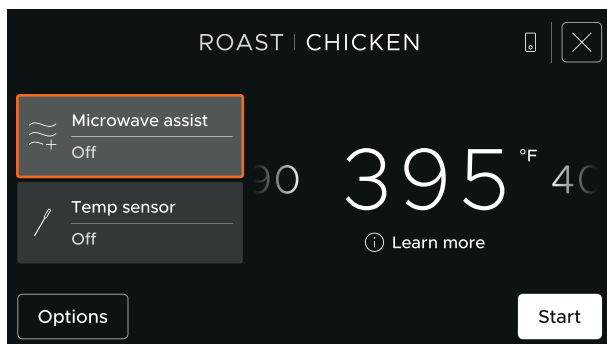 ROAST | CHICKEN
Microwave assist
Off
Temp sensor
Off
395 °F
Learn more
Options
Start